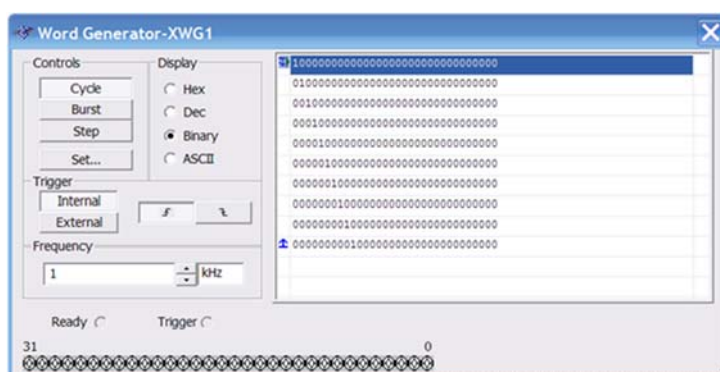 Word Generator-XWG1
Controls
Cycle
Burst
Step
Set...
Display
Hex
Dec
Binary
ASCII
Trigger
Internal
External
Frequency
1 kHz
Ready
Trigger
10000000000000000000000000000000
01000000000000000000000000000000
00100000000000000000000000000000
00010000000000000000000000000000
00001000000000000000000000000000
00000100000000000000000000000000
00000010000000000000000000000000
00000001000000000000000000000000
00000000100000000000000000000000
00000000010000000000000000000000
31 0